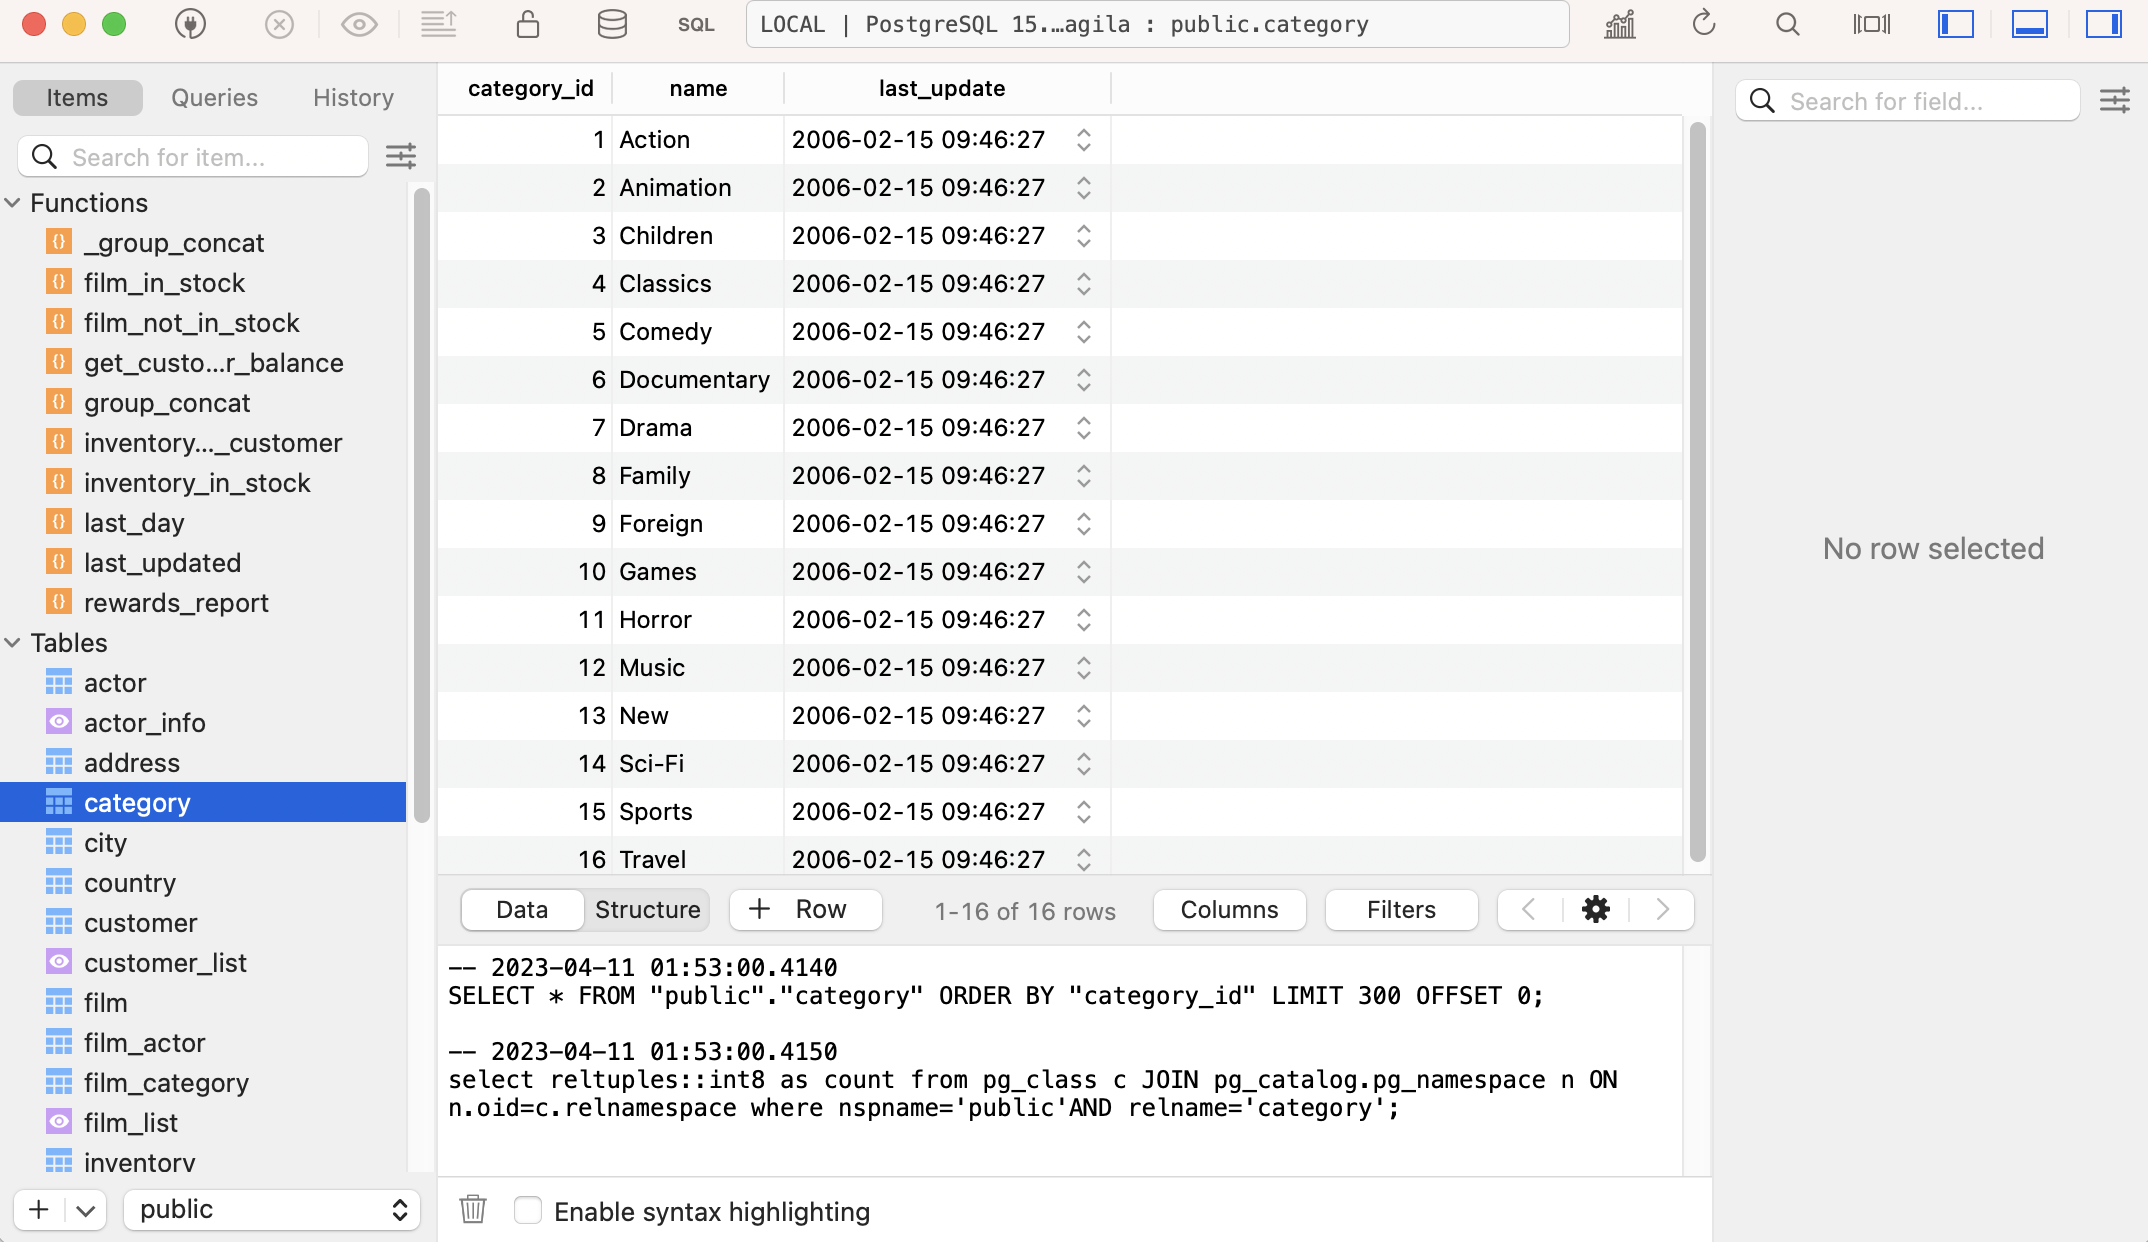 SQL
LOCAL | PostgreSQL 15....agila : public.category
Items Queries History
Search for item...
Functions
_group_concat
film_in_stock
film_not_in_stock
get_custo...r_balance
group_concat
inventory..._customer
inventory_in_stock
last_day
last_updated
rewards_report
Tables
actor
actor_info
address
category
city
country
customer
customer_list
film
film_actor
film_category
film_list
inventory
public
category_id name last_update
1 Action 2006-02-15 09:46:27
2 Animation 2006-02-15 09:46:27
3 Children 2006-02-15 09:46:27
4 Classics 2006-02-15 09:46:27
5 Comedy 2006-02-15 09:46:27
6 Documentary 2006-02-15 09:46:27
7 Drama 2006-02-15 09:46:27
8 Family 2006-02-15 09:46:27
9 Foreign 2006-02-15 09:46:27
10 Games 2006-02-15 09:46:27
11 Horror 2006-02-15 09:46:27
12 Music 2006-02-15 09:46:27
13 New 2006-02-15 09:46:27
14 Sci-Fi 2006-02-15 09:46:27
15 Sports 2006-02-15 09:46:27
16 Travel 2006-02-15 09:46:27
Data Structure + Row 1-16 of 16 rows Columns Filters
-- 2023-04-11 01:53:00.4140
SELECT * FROM "public"."category" ORDER BY "category_id" LIMIT 300 OFFSET 0;
-- 2023-04-11 01:53:00.4150
select reltuples::int8 as count from pg_class c JOIN pg_catalog.pg_namespace n ON
n.oid=c.relnamespace where nspname='public'AND relname='category';
Enable syntax highlighting
Search for field...
No row selected